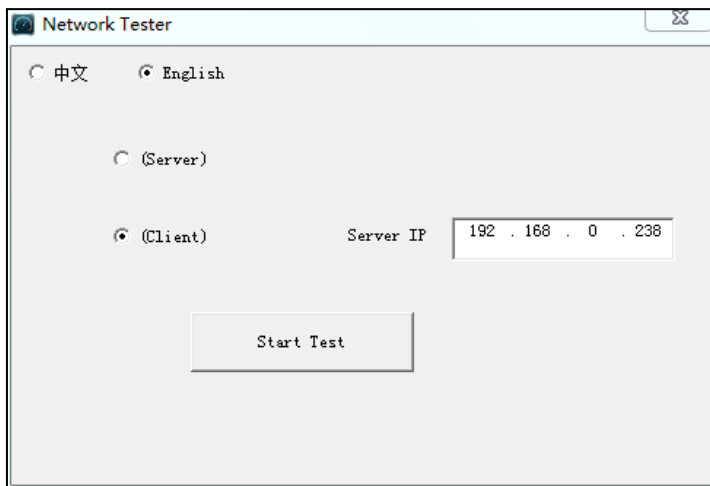 Network Tester
中文 English
(Server)
(Client) Server IP 192 . 168 . 0 . 238
Start Test